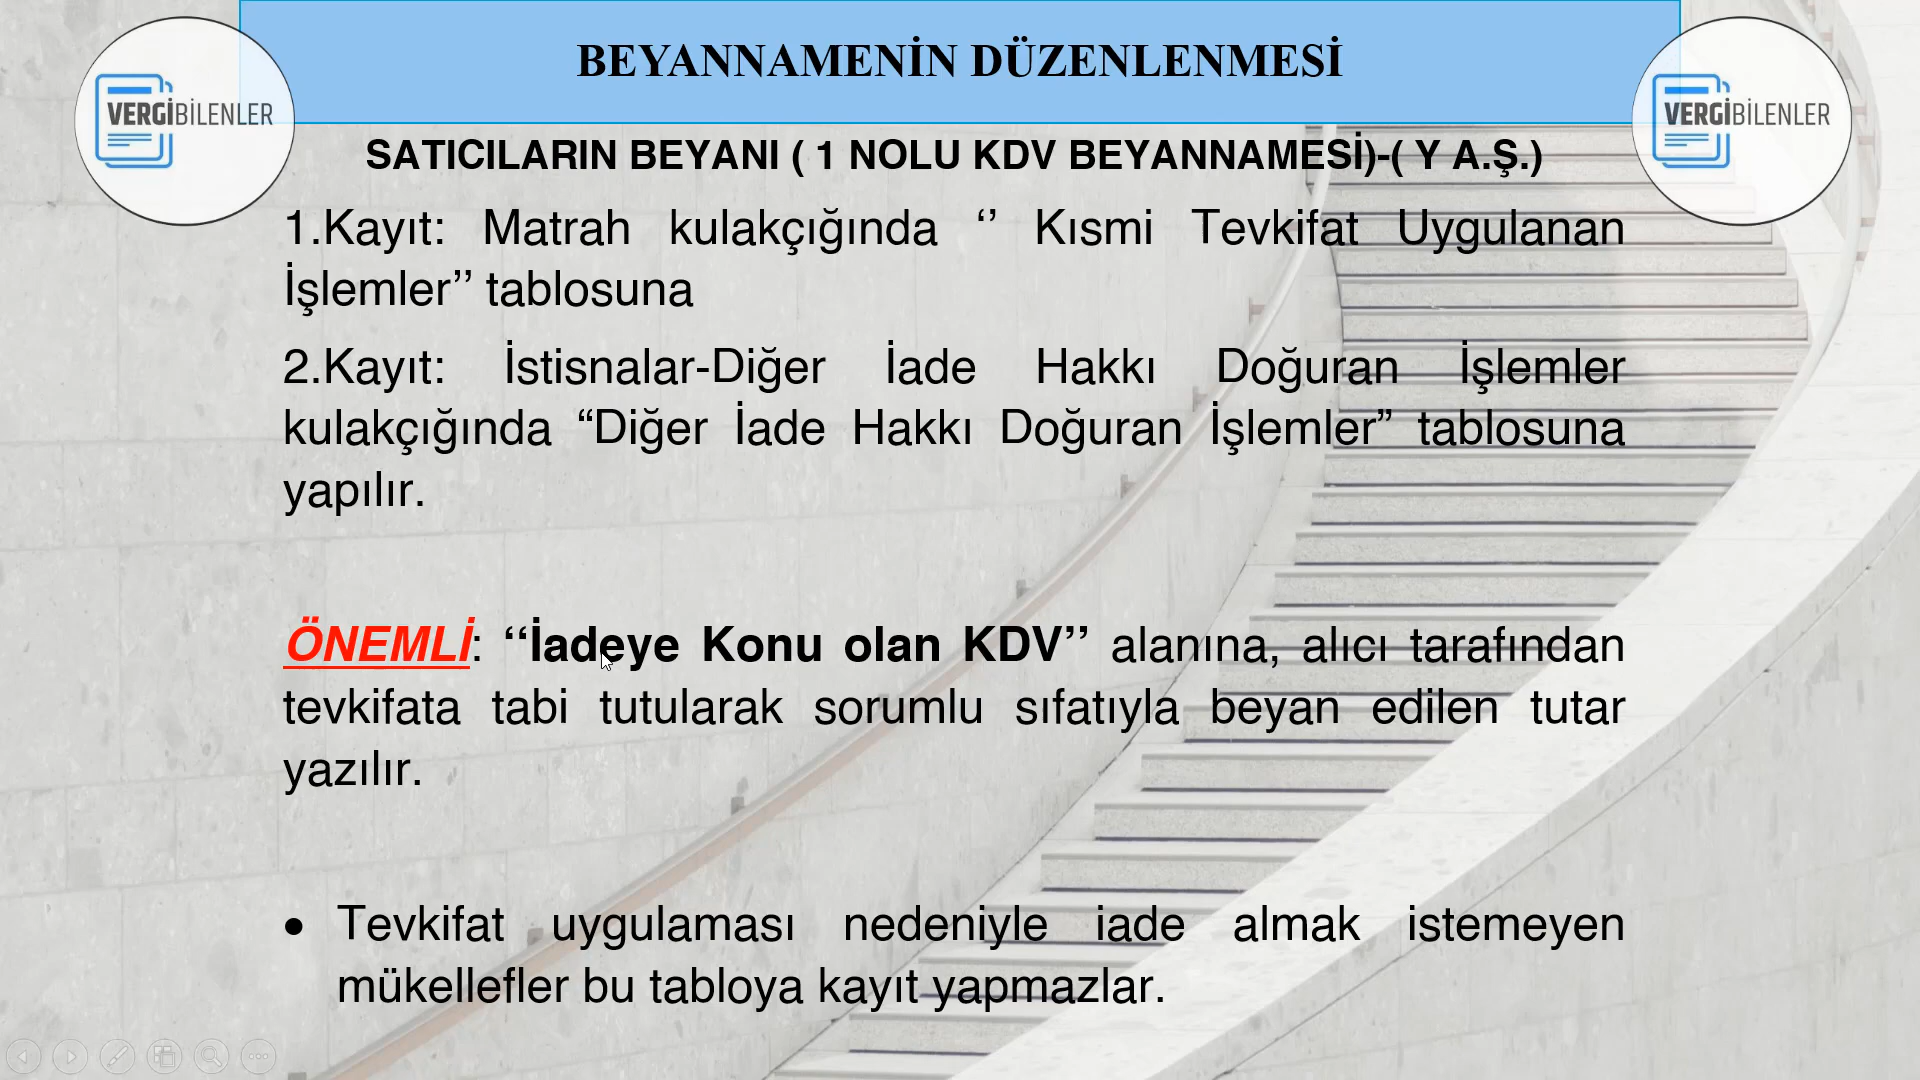 BEYANNAMENİN DÜZENLENMESİ
VERGİBİLENLER
VERGİBİLENLER
SATICILARIN BEYANI ( 1 NOLU KDV BEYANNAMESİ)-( Y A.Ş.)
1.Kayıt: Matrah kulakçığında ‘’ Kısmi Tevkifat Uygulanan
İşlemler’’ tablosuna
2.Kayıt: İstisnalar-Diğer İade Hakkı Doğuran İşlemler
kulakçığında “Diğer İade Hakkı Doğuran İşlemler” tablosuna
yapılır.
ÖNEMLİ: ‘‘İadeye Konu olan KDV’’ alanına, alıcı tarafından
tevkifata tabi tutularak sorumlu sıfatıyla beyan edilen tutar
yazılır.
• Tevkifat uygulaması nedeniyle iade almak istemeyen
mükellefler bu tabloya kayıt yapmazlar.